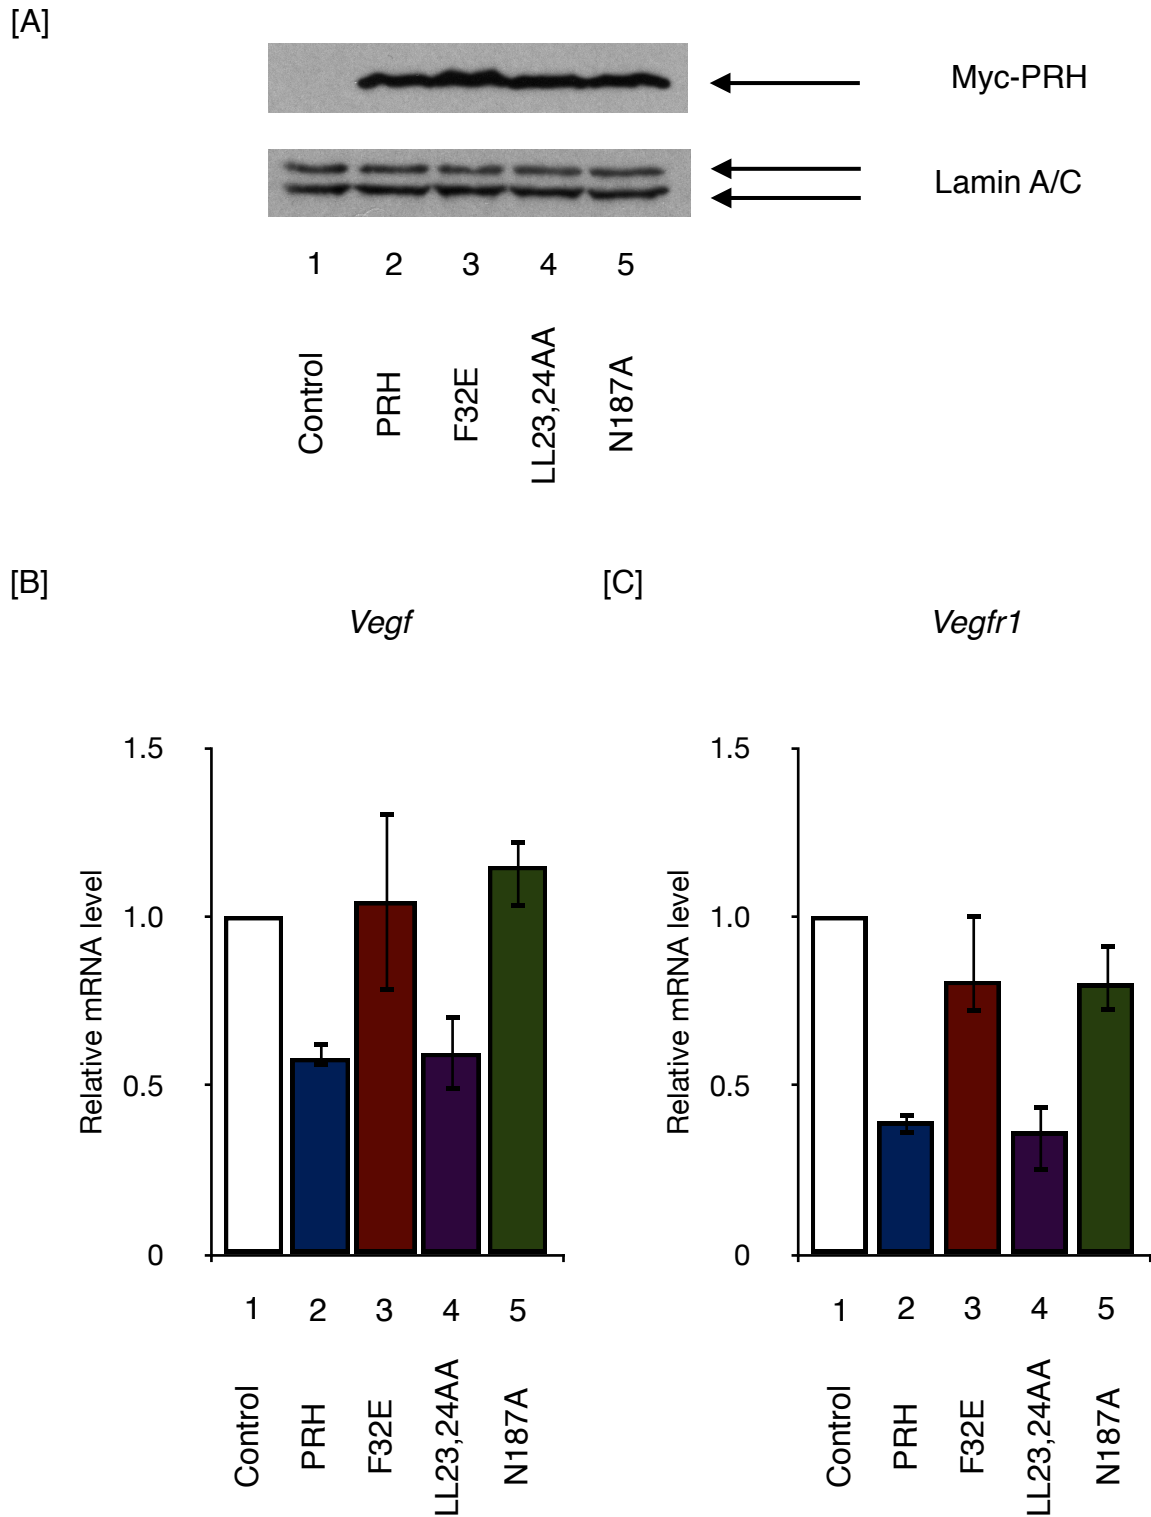 [A]
Myc-PRH
Lamin A/C
1 2 3 4 5
Control PRH F32E LL23,24AA N187A
[B]
Vegf
1.5
1.0
0.5
0
Relative mRNA level
1 2 3 4 5
Control PRH F32E LL23,24AA N187A
[C]
Vegfr1
1.5
1.0
0.5
0
Relative mRNA level
1 2 3 4 5
Control PRH F32E LL23,24AA N187A